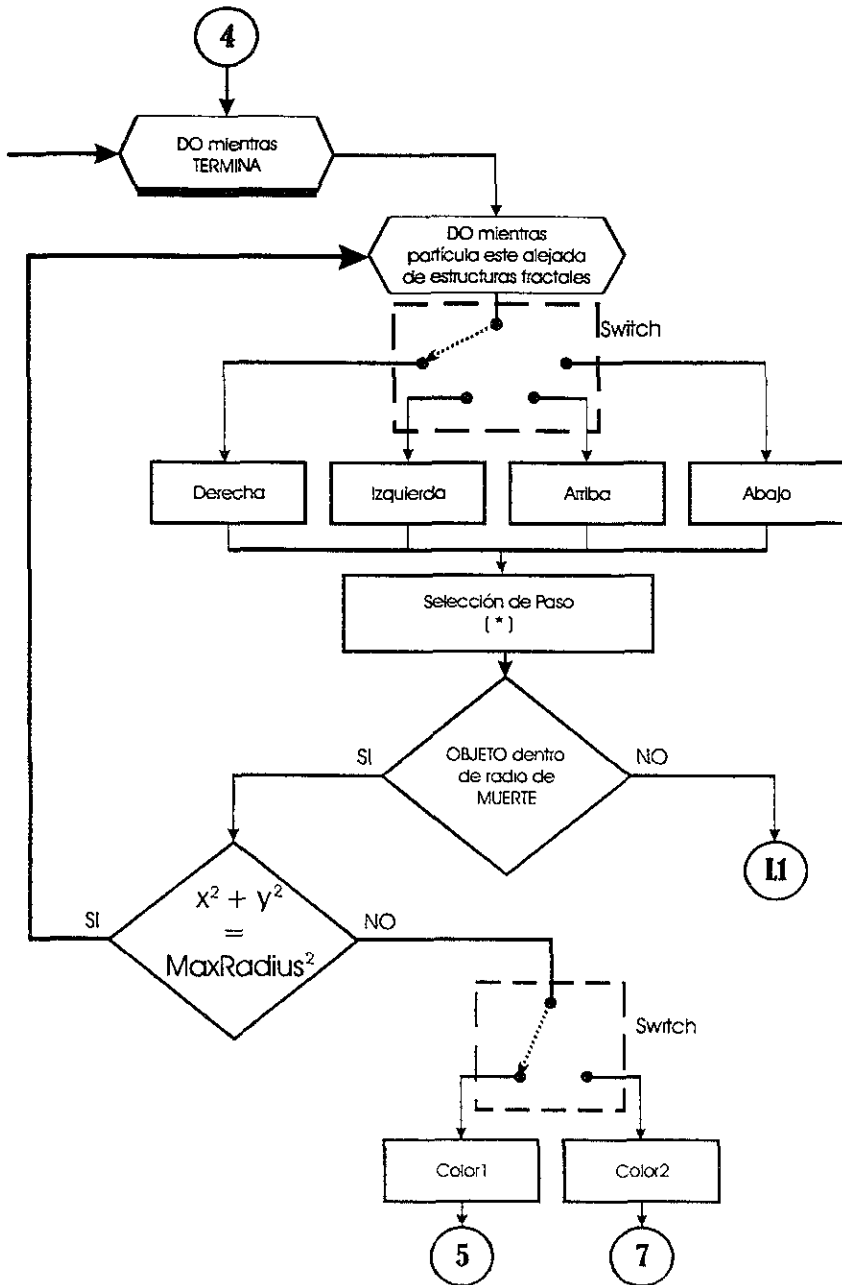 4
DO mientras
TERMINA
DO mientras
partícula este alejada
de estructuras fractales
Switch
Derecha
Izquierda
Arriba
Abajo
Selección de Paso
( * )
SI
OBJETO dentro
de radio de
MUERTE
NO
L1
SI
x² + y²
=
MaxRadius²
NO
Switch
Color1
Color2
5
7